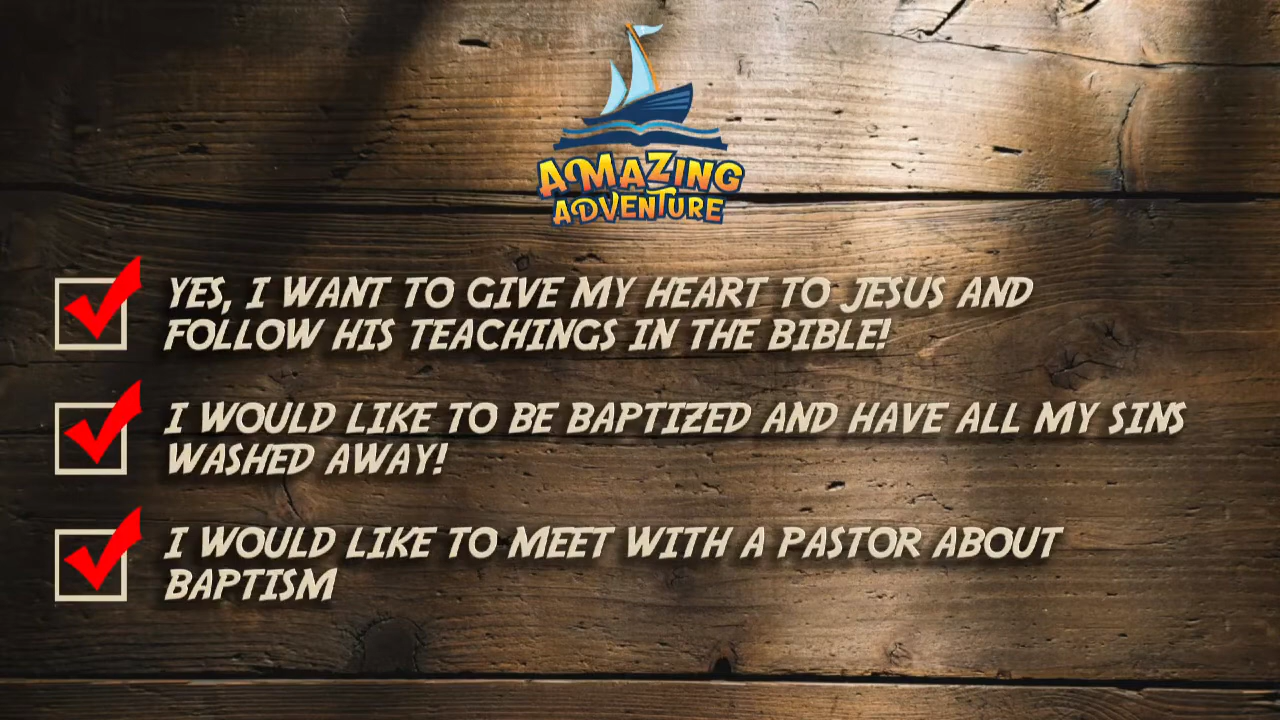 AMAZING
ADVENTURE
YES, I WANT TO GIVE MY HEART TO JESUS AND
FOLLOW HIS TEACHINGS IN THE BIBLE!
I WOULD LIKE TO BE BAPTIZED AND HAVE ALL MY SINS
WASHED AWAY!
I WOULD LIKE TO MEET WITH A PASTOR ABOUT
BAPTISM